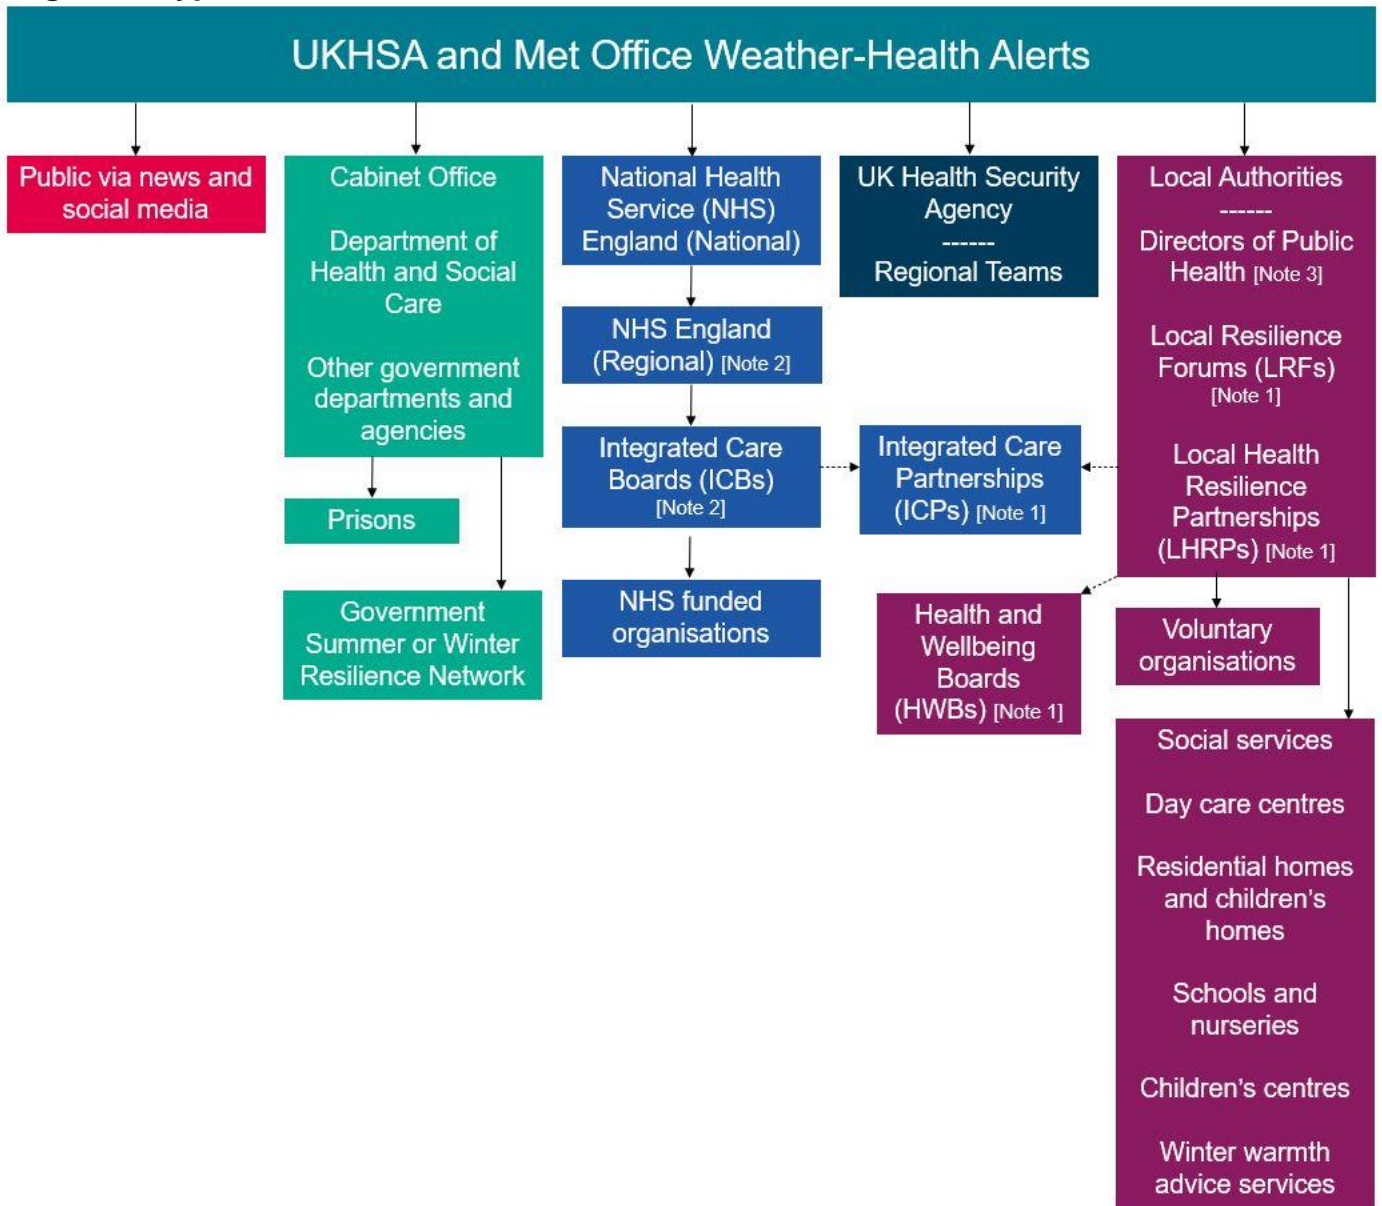 UKHSA and Met Office Weather-Health Alerts
Public via news and
social media
Cabinet Office
Department of
Health and Social
Care
Other government
departments and
agencies
Prisons
Government
Summer or Winter
Resilience Network
National Health
Service (NHS)
England (National)
NHS England
(Regional) [Note 2]
Integrated Care
Boards (ICBs)
[Note 2]
NHS funded
organisations
UK Health Security
Agency
------
Regional Teams
Integrated Care
Partnerships
(ICPs) [Note 1]
Health and
Wellbeing
Boards
(HWBs) [Note 1]
Local Authorities
------
Directors of Public
Health [Note 3]
Local Resilience
Forums (LRFs)
[Note 1]
Local Health
Resilience
Partnerships
(LHRPs) [Note 1]
Voluntary
organisations
Social services
Day care centres
Residential homes
and children's
homes
Schools and
nurseries
Children's centres
Winter warmth
advice services